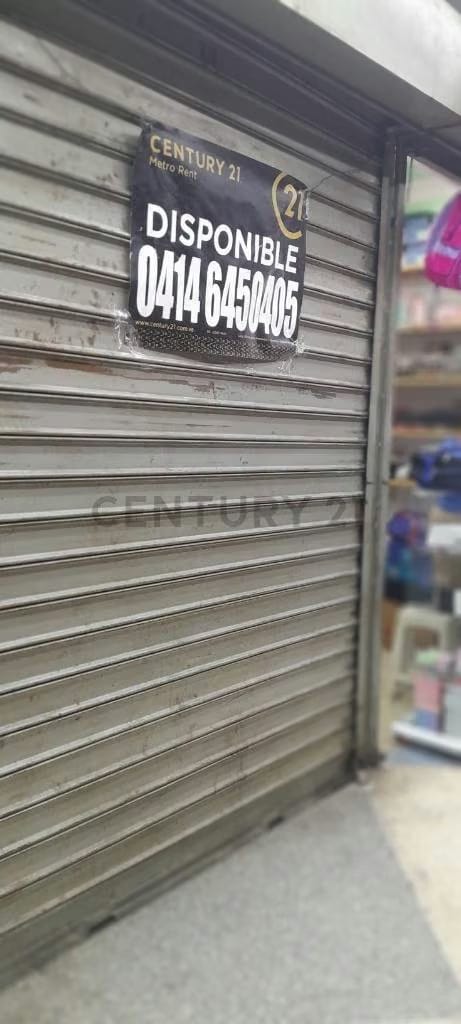 CENTURY 21
Metro Rent
21
DISPONIBLE
0414 6450405
www.century21.com.ve
CENTURY 21